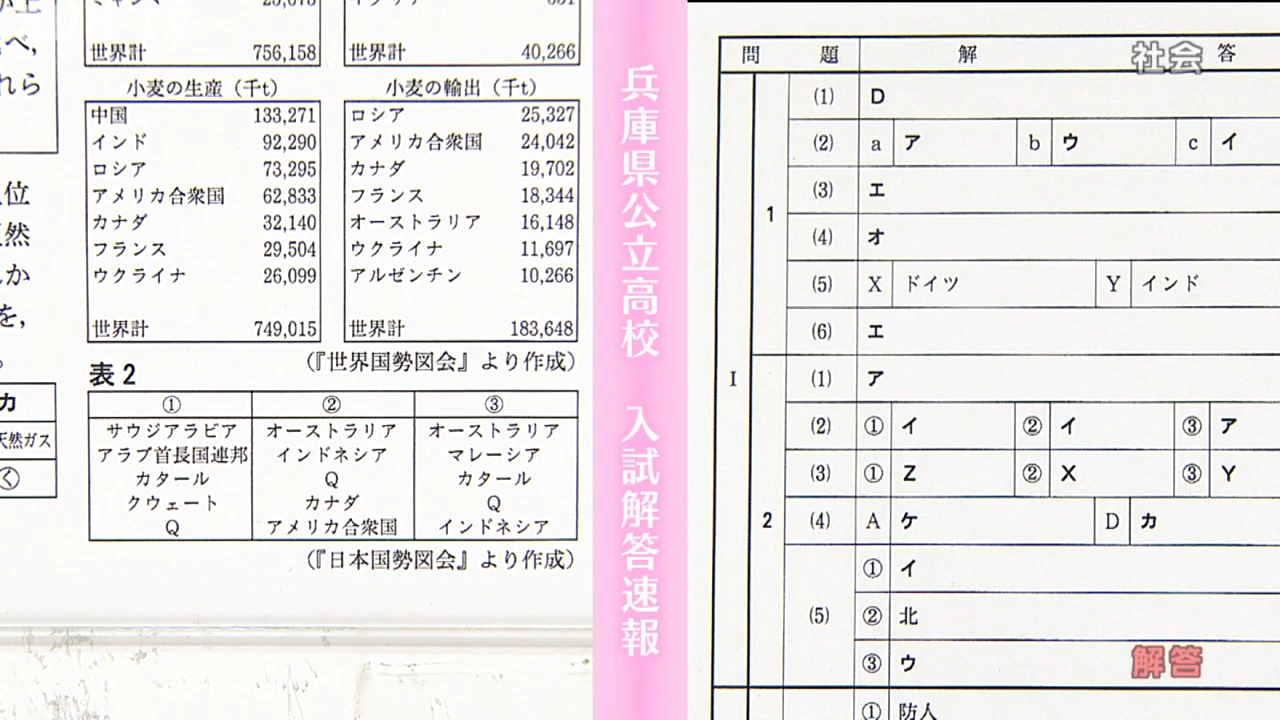 べ,
れら
位
然
か
を,
。
カ
天然ガス
く
世界計 756,158
世界計 40,266
小麦の生産（千t）
中国 133,271
インド 92,290
ロシア 73,295
アメリカ合衆国 62,833
カナダ 32,140
フランス 29,504
ウクライナ 26,099
世界計 749,015
小麦の輸出（千t）
ロシア 25,327
アメリカ合衆国 24,042
カナダ 19,702
フランス 18,344
オーストラリア 16,148
ウクライナ 11,697
アルゼンチン 10,266
世界計 183,648
（『世界国勢図会』より作成）
表2
① ② ③
サウジアラビア オーストラリア オーストラリア
アラブ首長国連邦 インドネシア マレーシア
カタール Q カタール
クウェート カナダ Q
Q アメリカ合衆国 インドネシア
（『日本国勢図会』より作成）
兵庫県公立高校 入試解答速報
社会
問 題 解 答
I
1
(1) D
(2) a ア b ウ c イ
(3) エ
(4) オ
(5) X ドイツ Y インド
(6) エ
2
(1) ア
(2) ① イ ② イ ③ ア
(3) ① Z ② X ③ Y
(4) A ケ D カ
(5) ① イ
② 北
③ ウ
① 防人
解答